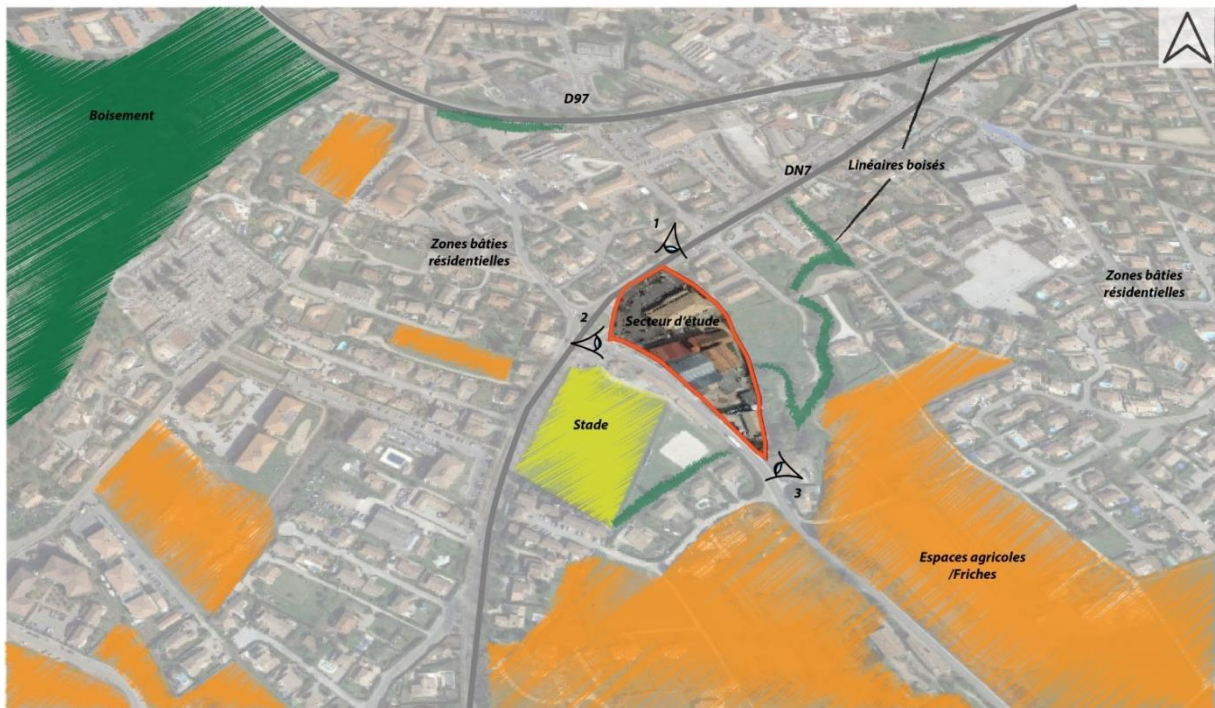 D97
Boisement
DN7
Linéaires boisés
1
Zones bâties
résidentielles
Zones bâties
résidentielles
2
Secteur d'étude
Stade
3
Espaces agricoles
/Friches